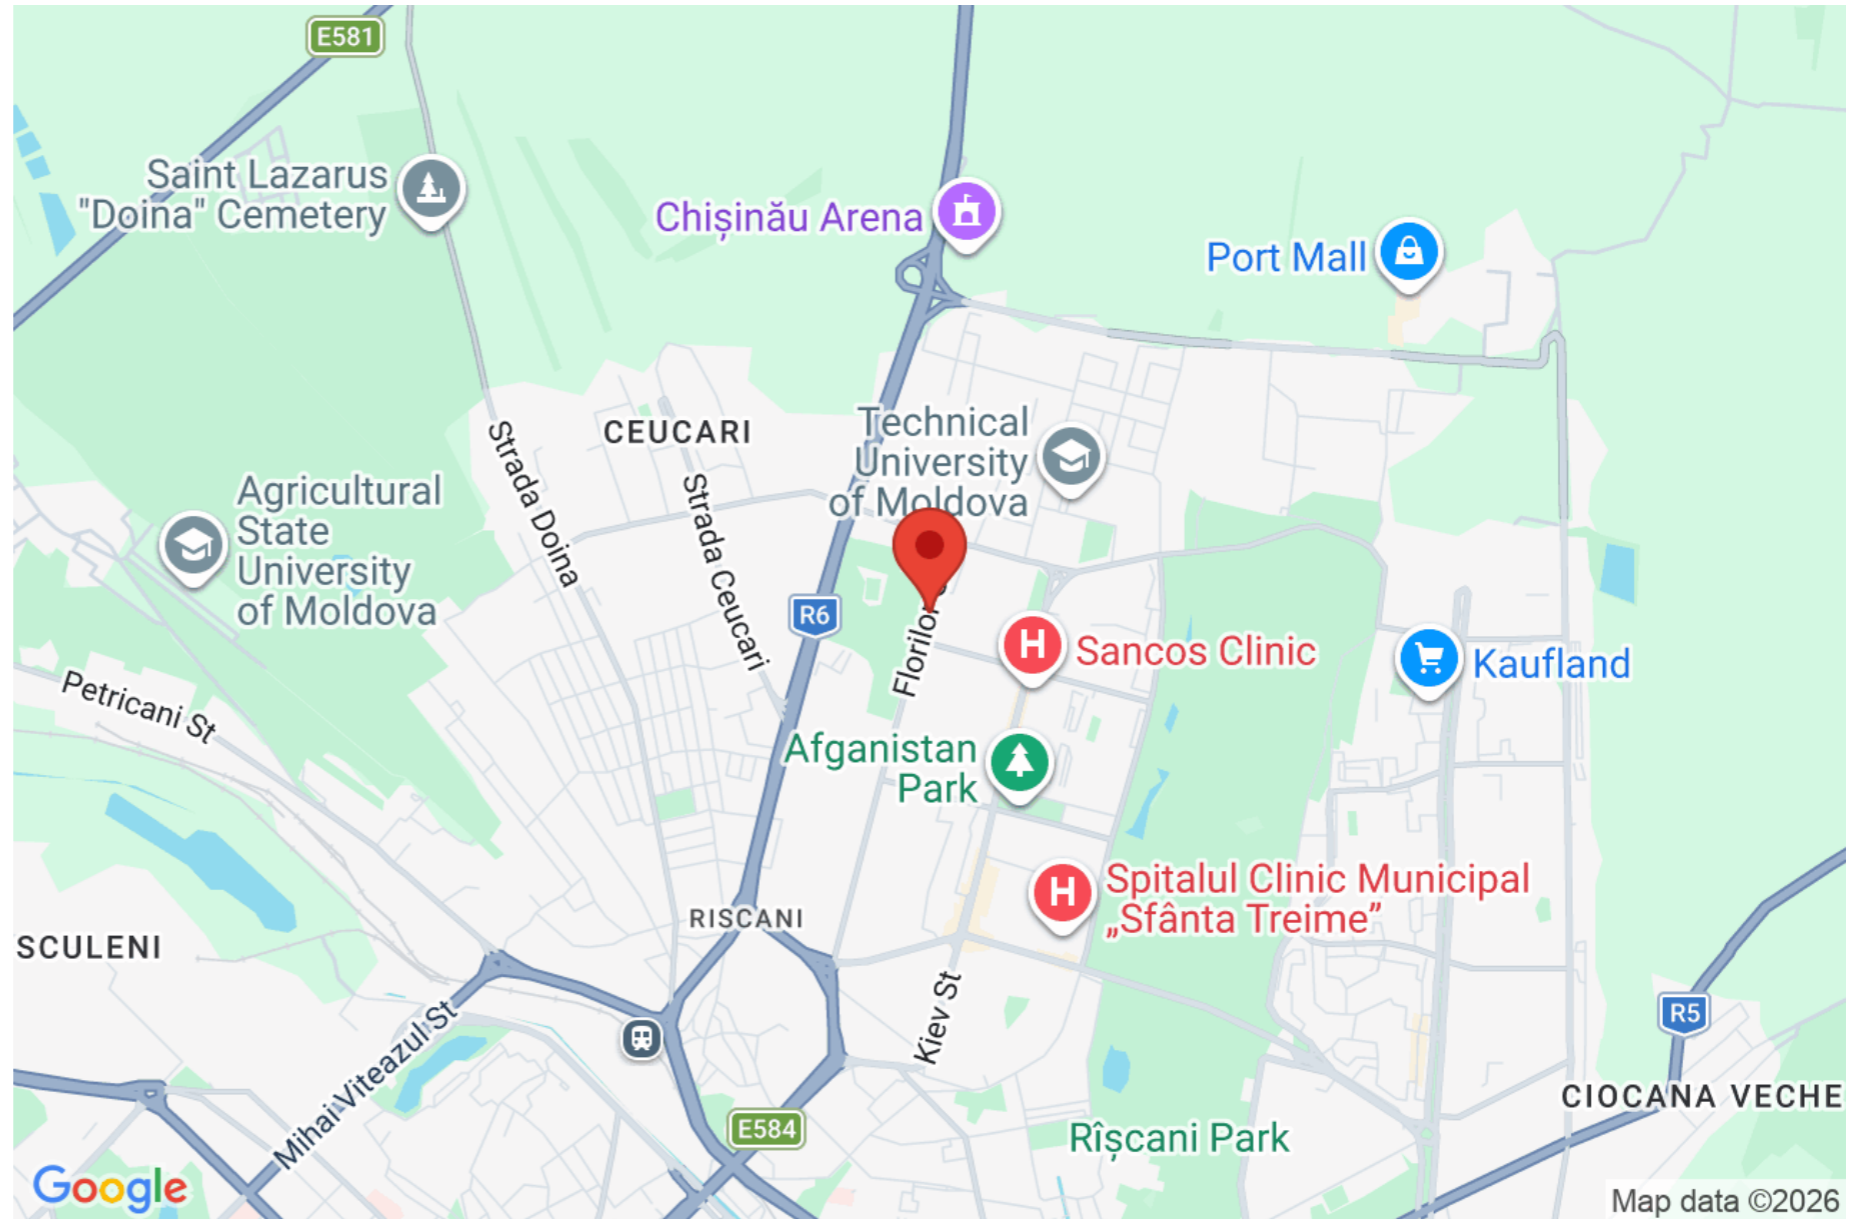 E581
Saint Lazarus
"Doina" Cemetery
Chișinău Arena
Port Mall
CEUCARI
Technical
University
of Moldova
Strada Doina
Strada Ceucari
Agricultural
State
University
of Moldova
R6
Florilor
Sancos Clinic
Kaufland
Petricani St
Afganistan
Park
Spitalul Clinic Municipal
„Sfânta Treime”
RISCANI
SCULENI
Kiev St
R5
Mihai Viteazul St
CIOCANA VECHE
E584
Rîșcani Park
Google
Map data ©2026